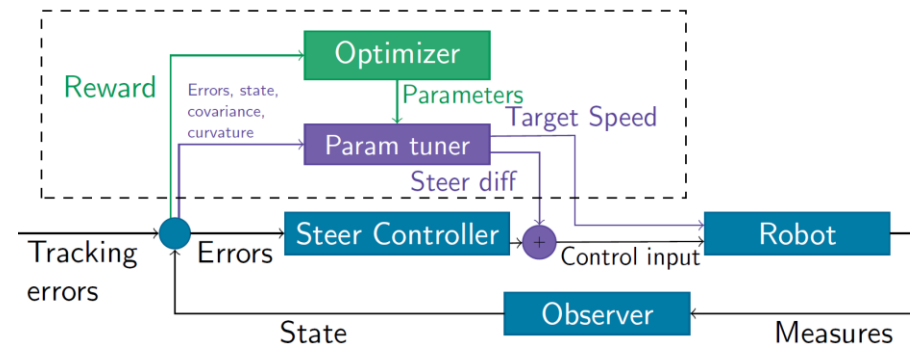 Optimizer
Reward
Errors, state,
covariance,
curvature
Parameters
Target Speed
Param tuner
Steer diff
Steer Controller
+
Robot
Tracking
errors
Errors
Control input
Observer
State
Measures